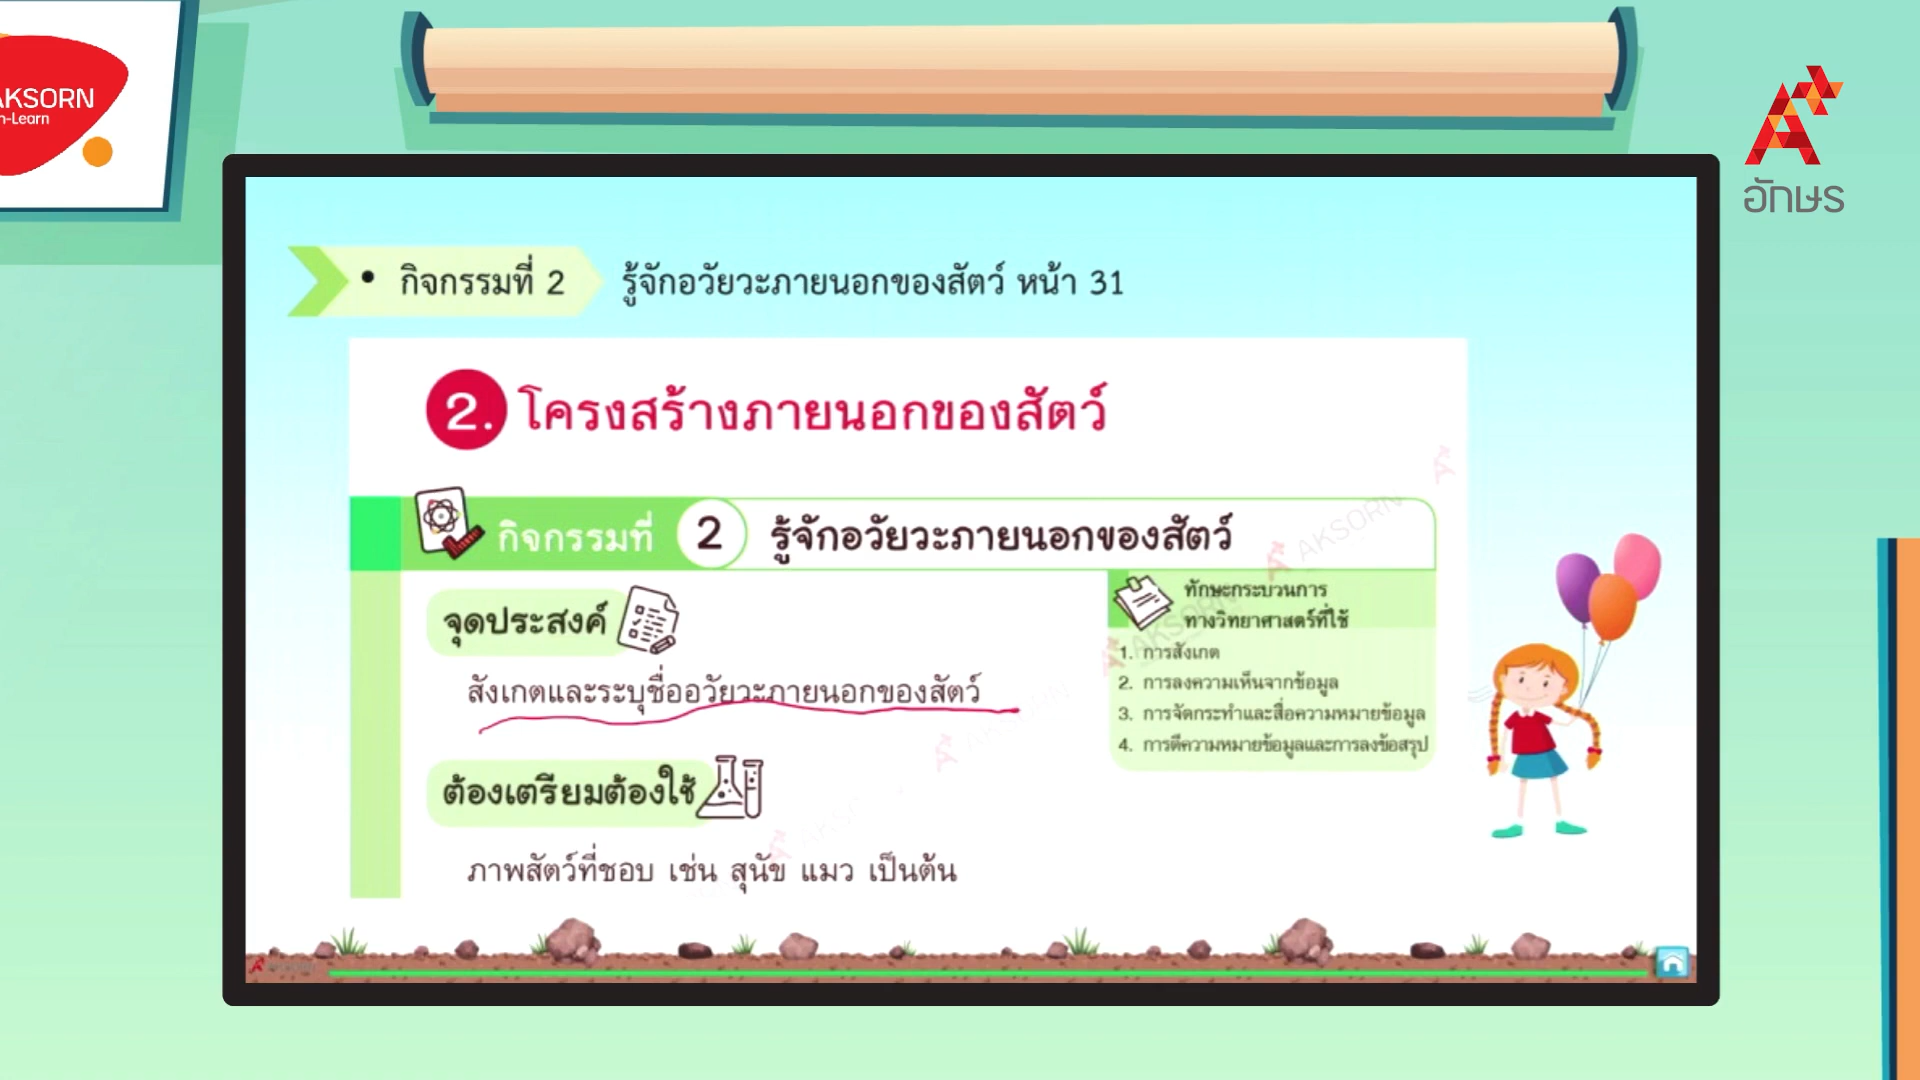 AKSORN
n-Learn
อักษร
• กิจกรรมที่ 2 รู้จักอวัยวะภายนอกของสัตว์ หน้า 31
2. โครงสร้างภายนอกของสัตว์
กิจกรรมที่ 2 รู้จักอวัยวะภายนอกของสัตว์
จุดประสงค์
สังเกตและระบุชื่ออวัยวะภายนอกของสัตว์
ต้องเตรียมต้องใช้
ภาพสัตว์ที่ชอบ เช่น สุนัข แมว เป็นต้น
ทักษะกระบวนการ
ทางวิทยาศาสตร์ที่ใช้
1. การสังเกต
2. การลงความเห็นจากข้อมูล
3. การจัดกระทำและสื่อความหมายข้อมูล
4. การตีความหมายข้อมูลและการลงข้อสรุป
AKSORN
AKSORN
AKSORN
AKSORN